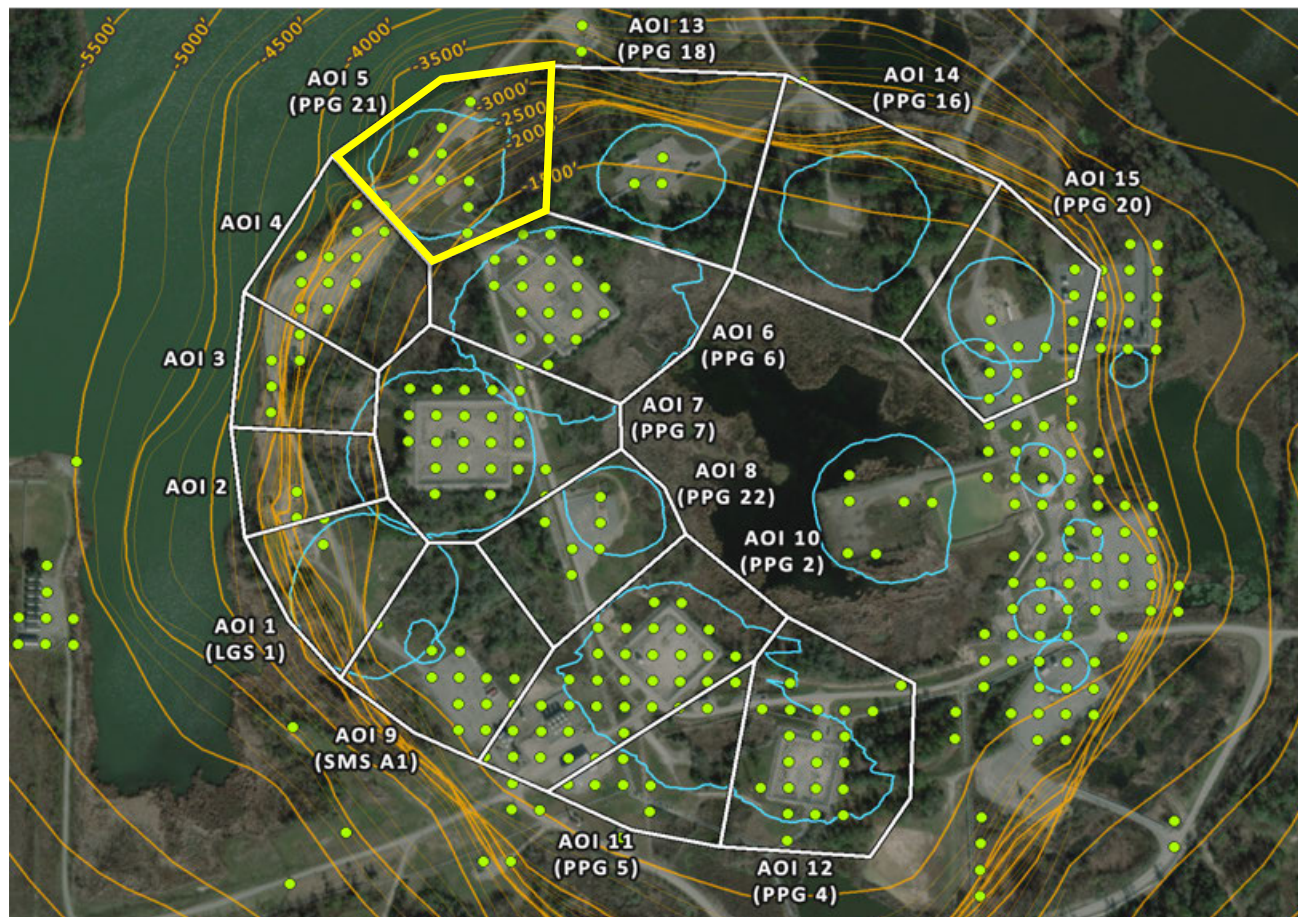 -5500'
-5000'
-4500'
-4000'
-3500'
AOI 13
(PPG 18)
AOI 5
(PPG 21)
AOI 14
(PPG 16)
-3000'
-2500'
-2000'
-1500'
AOI 15
(PPG 20)
AOI 4
AOI 6
(PPG 6)
AOI 3
AOI 7
(PPG 7)
AOI 8
(PPG 22)
AOI 2
AOI 10
(PPG 2)
AOI 1
(LGS 1)
AOI 9
(SMS A1)
AOI 11
(PPG 5)
AOI 12
(PPG 4)